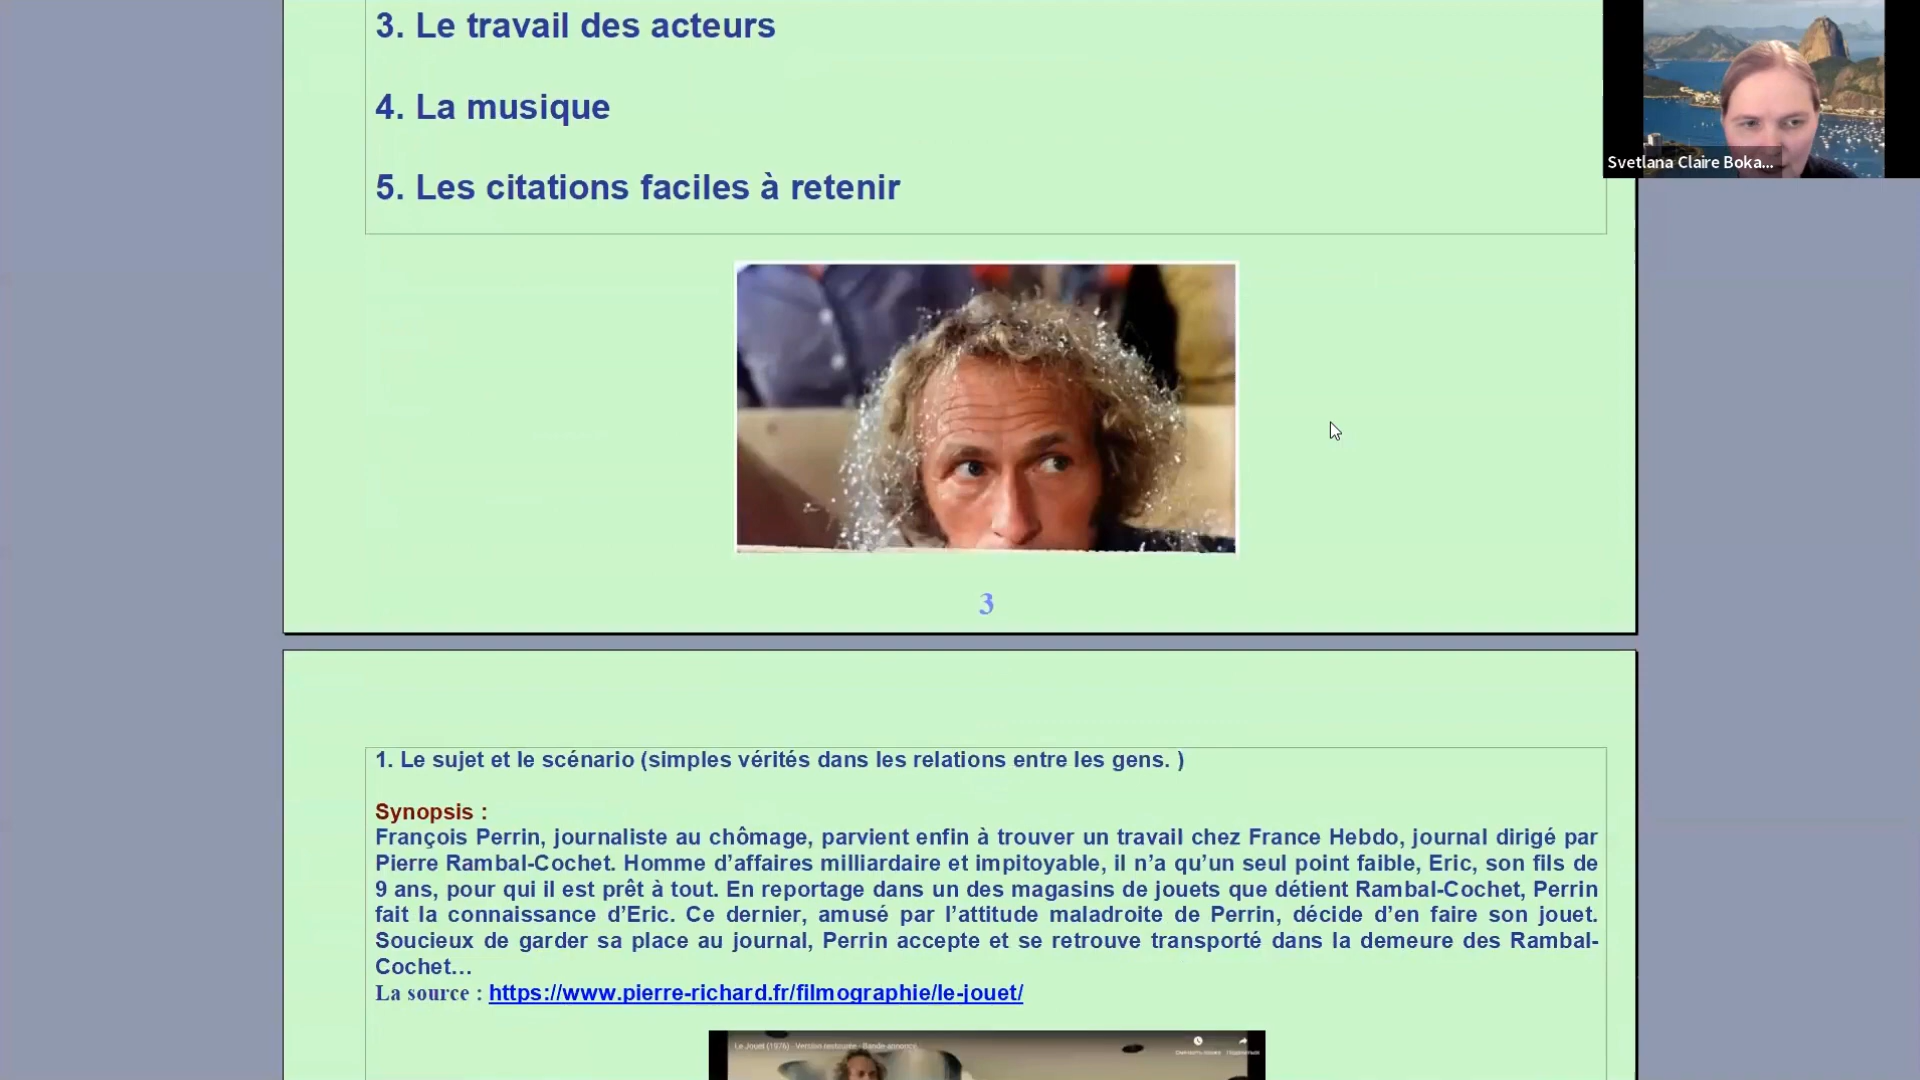 3. Le travail des acteurs
4. La musique
5. Les citations faciles à retenir
Svetlana Claire Boka...
3
1. Le sujet et le scénario (simples vérités dans les relations entre les gens. )
Synopsis :
François Perrin, journaliste au chômage, parvient enfin à trouver un travail chez France Hebdo, journal dirigé par
Pierre Rambal-Cochet. Homme d’affaires milliardaire et impitoyable, il n’a qu’un seul point faible, Eric, son fils de
9 ans, pour qui il est prêt à tout. En reportage dans un des magasins de jouets que détient Rambal-Cochet, Perrin
fait la connaissance d’Eric. Ce dernier, amusé par l’attitude maladroite de Perrin, décide d’en faire son jouet.
Soucieux de garder sa place au journal, Perrin accepte et se retrouve transporté dans la demeure des Rambal-
Cochet…
La source : https://www.pierre-richard.fr/filmographie/le-jouet/
Le Jouet (1976) - Version restaurée - Bande-annonce